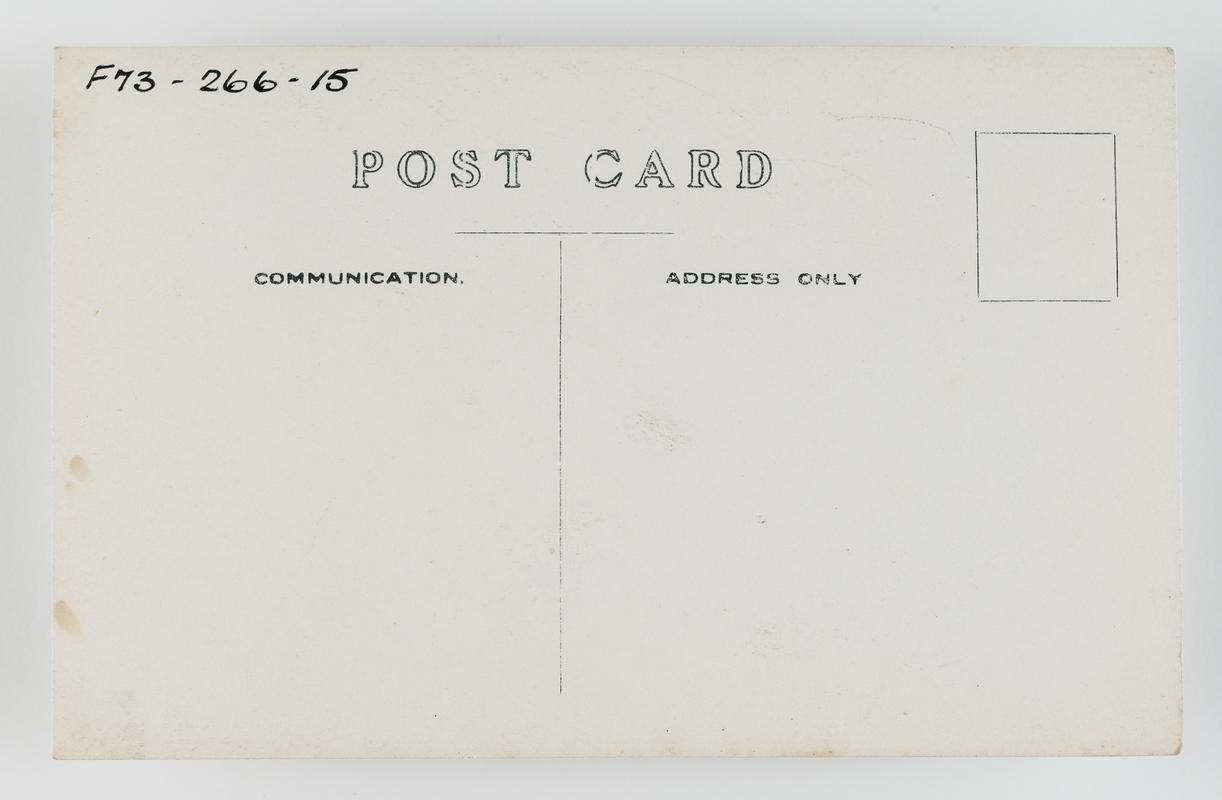 F73-266-15
POST CARD
COMMUNICATION.
ADDRESS ONLY